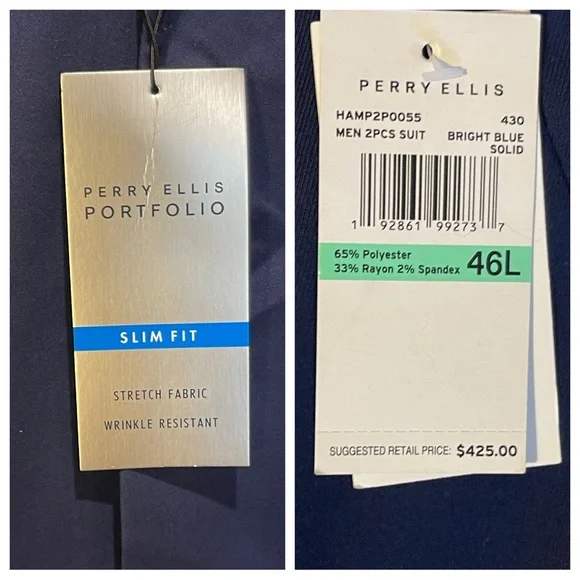 PERRY ELLIS
PORTFOLIO
SLIM FIT
STRETCH FABRIC
WRINKLE RESISTANT
PERRY ELLIS
HAMP2P0055 430
MEN 2PCS SUIT BRIGHT BLUE
SOLID
1 92861 99273 7
65% Polyester
33% Rayon 2% Spandex 46L
SUGGESTED RETAIL PRICE: $425.00